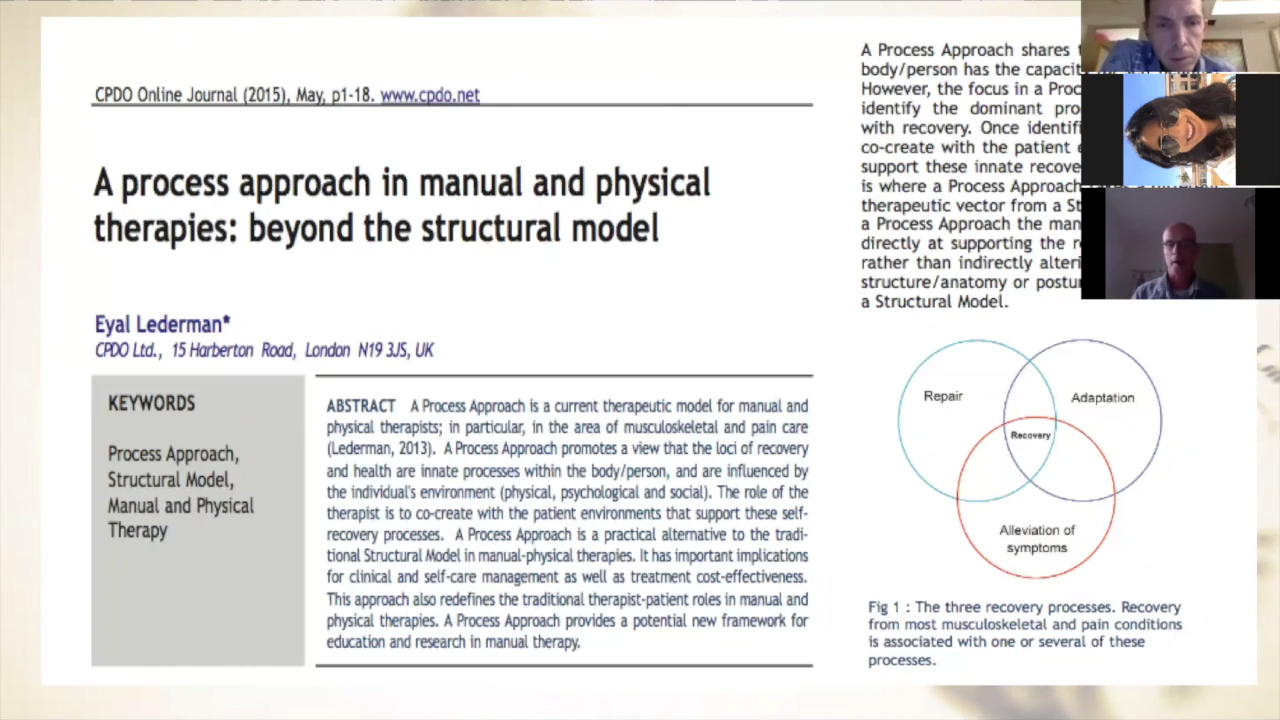 CPDO Online Journal (2015), May, p1-18. www.cpdo.net
A process approach in manual and physical
therapies: beyond the structural model
Eyal Lederman*
CPDO Ltd., 15 Harberton Road, London N19 3JS, UK
KEYWORDS
Process Approach,
Structural Model,
Manual and Physical
Therapy
ABSTRACT A Process Approach is a current therapeutic model for manual and
physical therapists; in particular, in the area of musculoskeletal and pain care
(Lederman, 2013). A Process Approach promotes a view that the loci of recovery
and health are innate processes within the body/person, and are influenced by
the individual's environment (physical, psychological and social). The role of the
therapist is to co-create with the patient environments that support these self-
recovery processes. A Process Approach is a practical alternative to the tradi-
tional Structural Model in manual-physical therapies. It has important implications
for clinical and self-care management as well as treatment cost-effectiveness.
This approach also redefines the traditional therapist-patient roles in manual and
physical therapies. A Process Approach provides a potential new framework for
education and research in manual therapy.
A Process Approach shares
body/person has the
However, the focus in a
identify the dominant
with recovery. Once
co-create with the patient
support these innate
is where a Process Approach
therapeutic vector from a
a Process Approach the
directly at supporting the
rather than indirectly
structure/anatomy or
a Structural Model.
Repair
Adaptation
Recovery
Alleviation of
symptoms
Fig 1 : The three recovery processes. Recovery
from most musculoskeletal and pain conditions
is associated with one or several of these
processes.